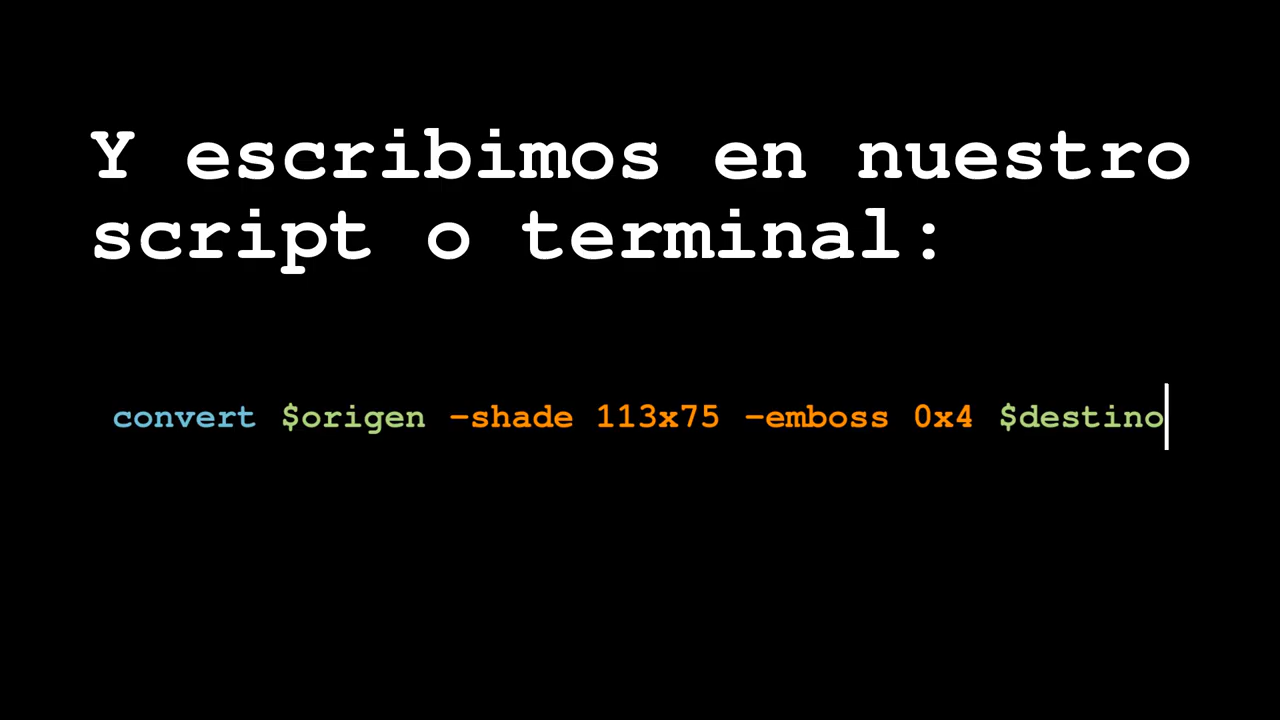 Y escribimos en nuestro
script o terminal:
convert $origen -shade 113x75 -emboss 0x4 $destino